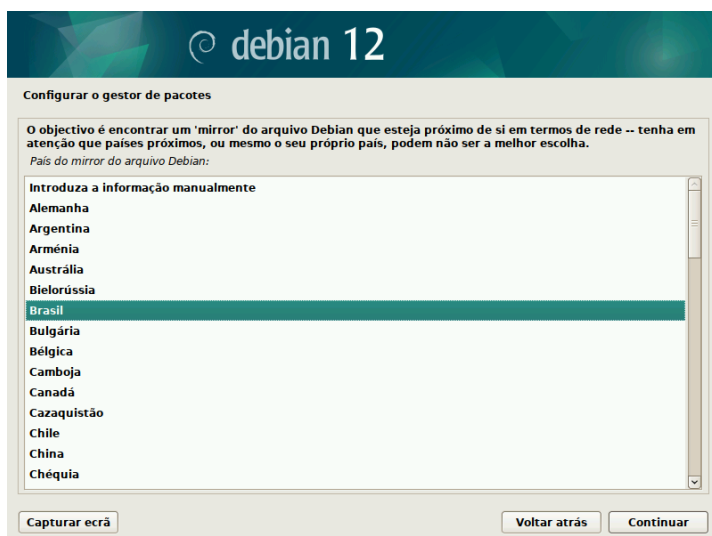 debian 12
Configurar o gestor de pacotes
O objectivo é encontrar um 'mirror' do arquivo Debian que esteja próximo de si em termos de rede -- tenha em
atenção que países próximos, ou mesmo o seu próprio país, podem não ser a melhor escolha.
País do mirror do arquivo Debian:
Introduza a informação manualmente
Alemanha
Argentina
Arménia
Austrália
Bielorússia
Brasil
Bulgária
Bélgica
Camboja
Canadá
Cazaquistão
Chile
China
Chéquia
Capturar ecrã
Voltar atrás
Continuar